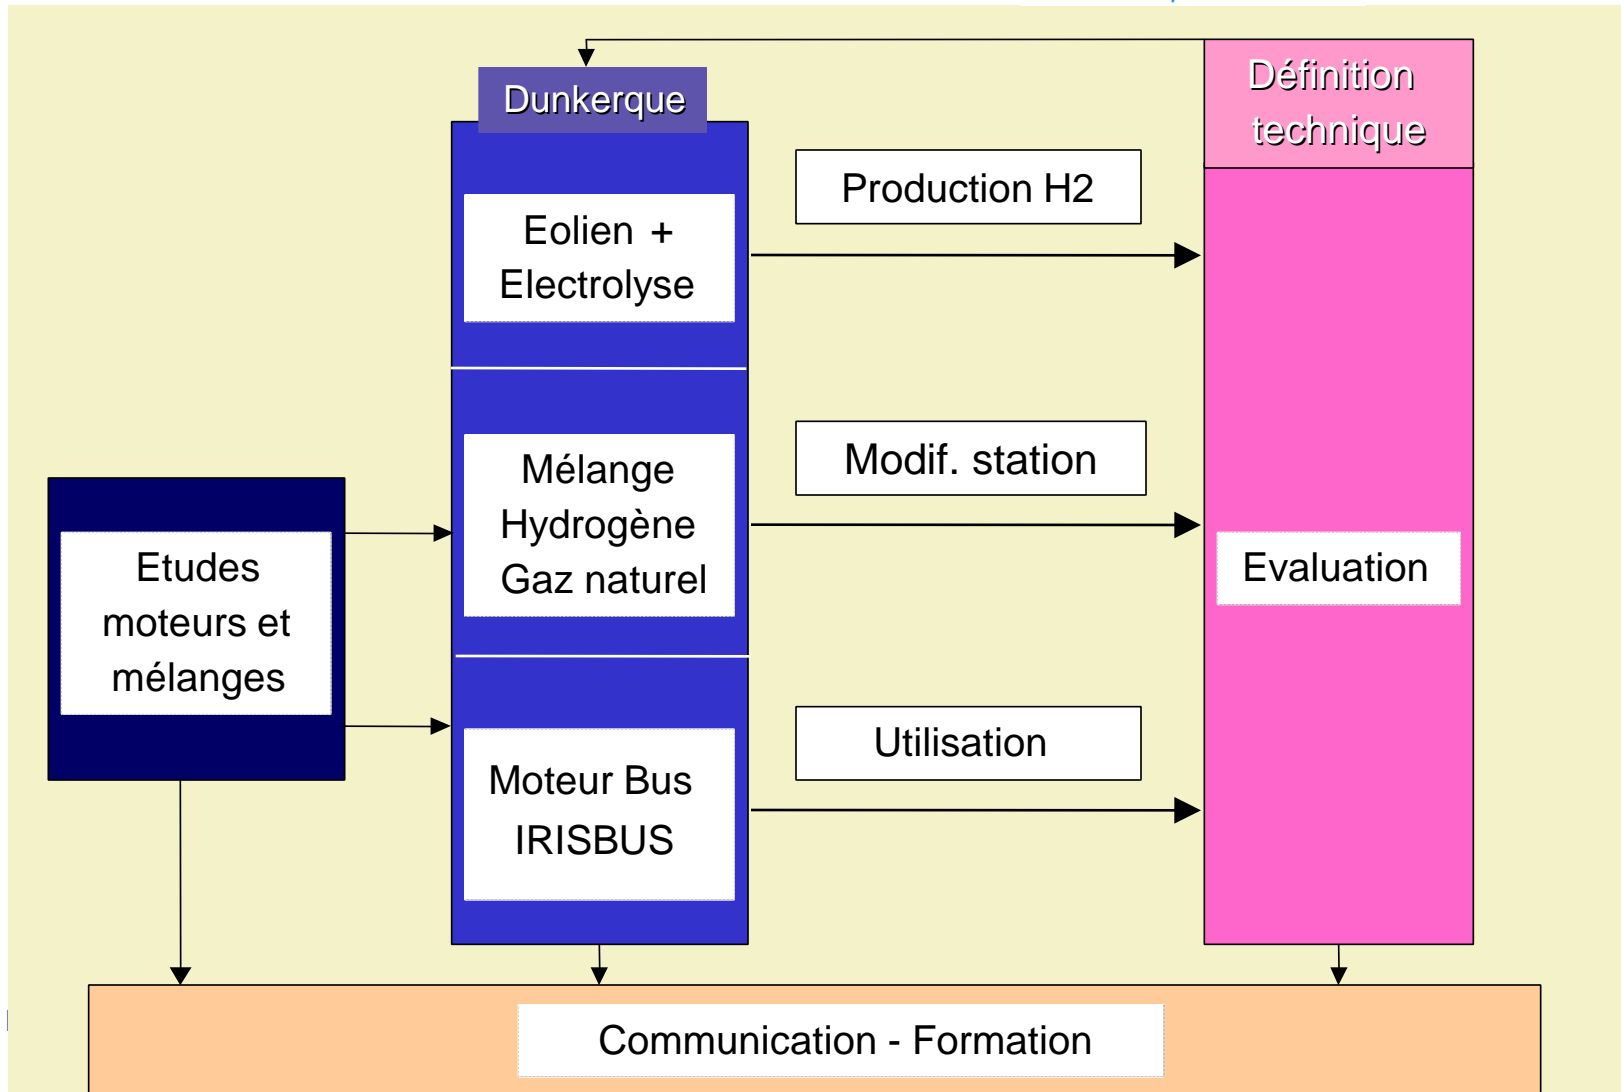 Dunkerque
Définition
technique
Production H2
Eolien +
Electrolyse
Modif. station
Mélange
Hydrogène
Gaz naturel
Etudes
moteurs et
mélanges
Evaluation
Utilisation
Moteur Bus
IRISBUS
Communication - Formation